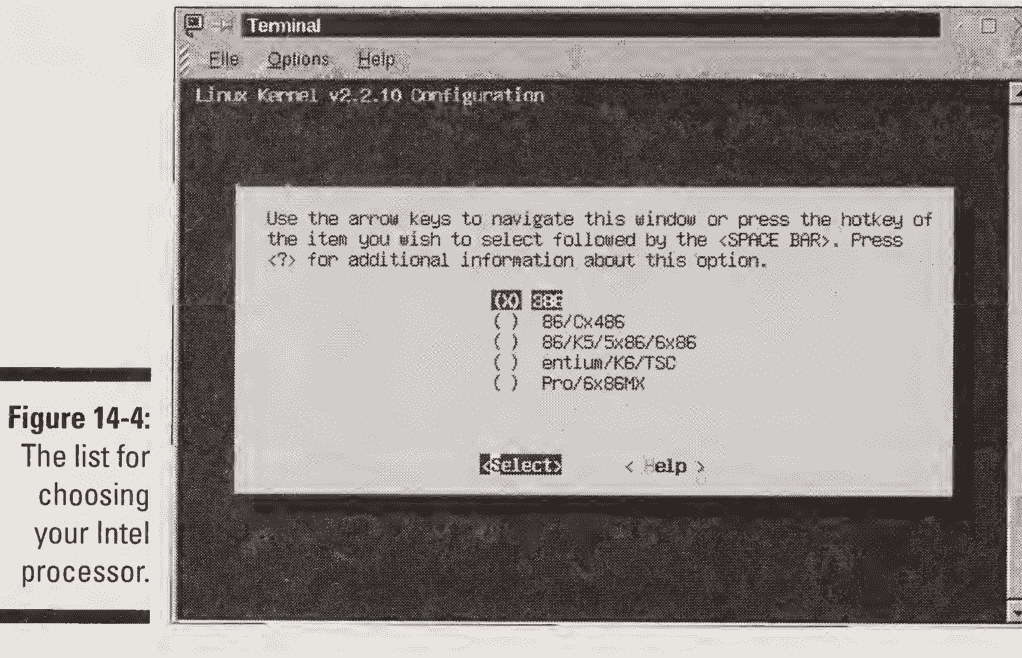 Terminal
File Options Help
Linux Kernel v2.2.10 Configuration
Use the arrow keys to navigate this window or press the hotkey of
the item you wish to select followed by the <SPACE BAR>. Press
<?> for additional information about this option.
(X) 386
( ) 86/Cx486
( ) 86/K5/5x86/6x86
( ) entium/K6/TSC
( ) Pro/6x86MX
<Select> < Help >
Figure 14-4:
The list for
choosing
your Intel
processor.